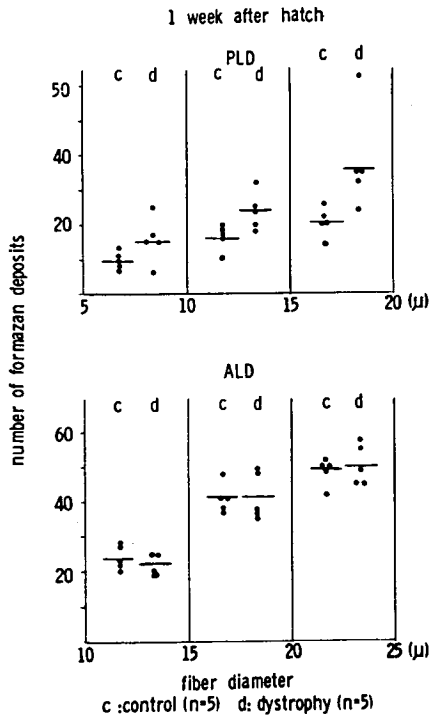 1 week after hatch
PLD
c d c d c d
50
40
20
5 10 15 20 (μ)
number of formazan deposits
ALD
c d c d c d
60
40
20
10 15 20 25 (μ)
fiber diameter
c :control (n=5) d: dystrophy (n=5)